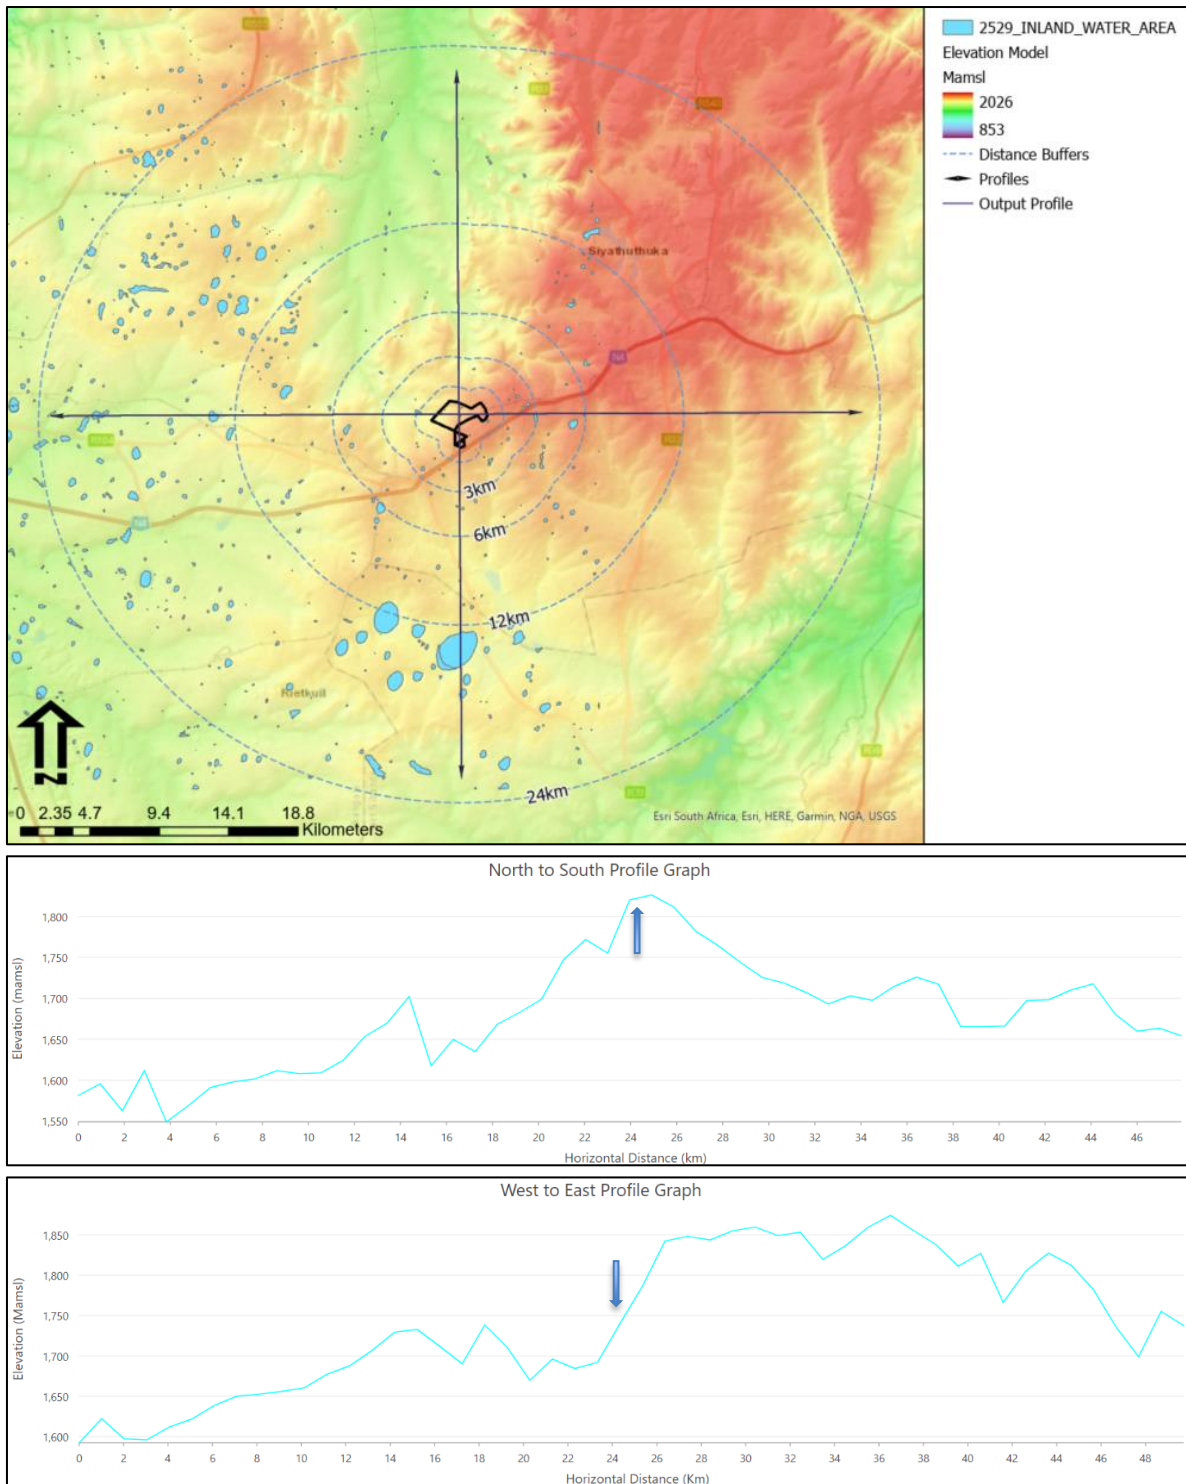 2529_INLAND_WATER_AREA
Elevation Model
Mamsl
2026
853
Distance Buffers
Profiles
Output Profile
Siyathuthuka
N4
3km
6km
12km
Rietkuil
24km
N
0 2.35 4.7 9.4 14.1 18.8
Kilometers
Esri South Africa, Esri, HERE, Garmin, NGA, USGS
North to South Profile Graph
Elevation (mamsl)
1,800
1,750
1,700
1,650
1,600
1,550
0 2 4 6 8 10 12 14 16 18 20 22 24 26 28 30 32 34 36 38 40 42 44 46
Horizontal Distance (km)
West to East Profile Graph
Elevation (Mamsl)
1,850
1,800
1,750
1,700
1,650
1,600
0 2 4 6 8 10 12 14 16 18 20 22 24 26 28 30 32 34 36 38 40 42 44 46 48
Horizontal Distance (Km)